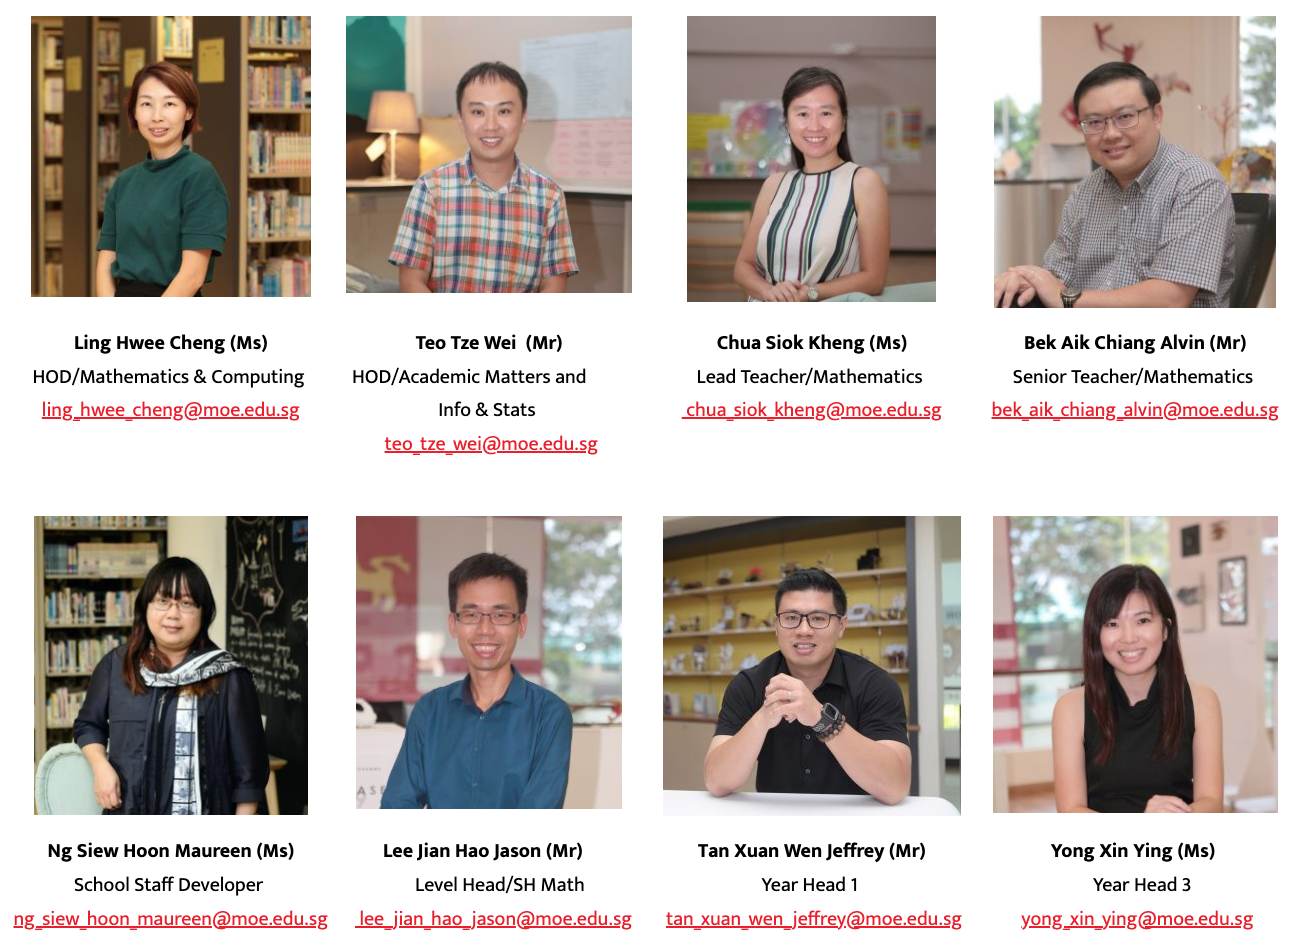 Ling Hwee Cheng (Ms)
HOD/Mathematics & Computing
ling_hwee_cheng@moe.edu.sg
Teo Tze Wei  (Mr)
HOD/Academic Matters and
Info & Stats
teo_tze_wei@moe.edu.sg
Chua Siok Kheng (Ms)
Lead Teacher/Mathematics
chua_siok_kheng@moe.edu.sg
Bek Aik Chiang Alvin (Mr)
Senior Teacher/Mathematics
bek_aik_chiang_alvin@moe.edu.sg
Ng Siew Hoon Maureen (Ms)
School Staff Developer
ng_siew_hoon_maureen@moe.edu.sg
Lee Jian Hao Jason (Mr)
Level Head/SH Math
lee_jian_hao_jason@moe.edu.sg
Tan Xuan Wen Jeffrey (Mr)
Year Head 1
tan_xuan_wen_jeffrey@moe.edu.sg
Yong Xin Ying (Ms)
Year Head 3
yong_xin_ying@moe.edu.sg